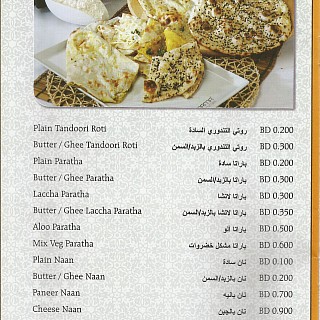 Plain Tandoori Roti روتي التندوري السادة BD 0.200
Butter / Ghee Tandoori Roti روتي التندوري بالزبد/السمن BD 0.300
Plain Paratha باراتا سادة BD 0.200
Butter / Ghee Paratha باراتا بالزبد/السمن BD 0.300
Laccha Paratha باراتا لاتشا BD 0.300
Butter / Ghee Laccha Paratha باراتا لاتشا بالزبد/السمن BD 0.350
Aloo Paratha باراتا آلو BD 0.500
Mix Veg Paratha باراتا مشكل خضروات BD 0.600
Plain Naan نان سادة BD 0.100
Butter / Ghee Naan نان بالزبد/السمن BD 0.200
Paneer Naan نان بانيه BD 0.700
Cheese Naan نان بالجبن BD 0.900